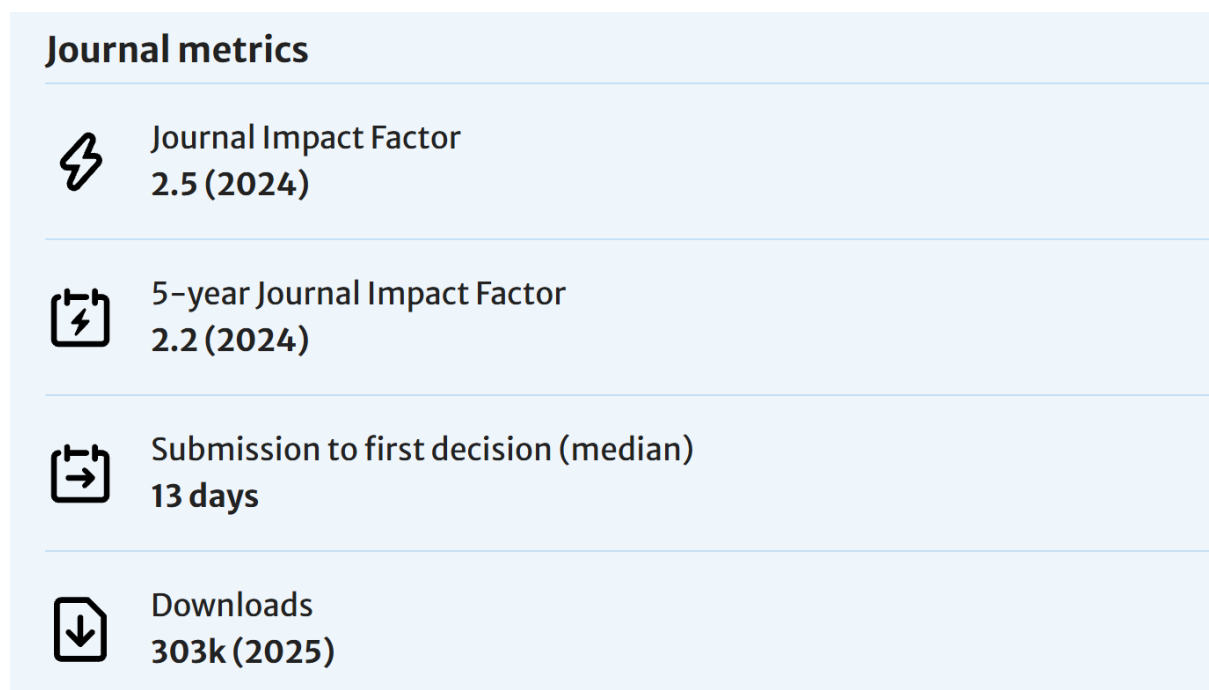 Journal metrics
Journal Impact Factor
2.5 (2024)
5-year Journal Impact Factor
2.2 (2024)
Submission to first decision (median)
13 days
Downloads
303k (2025)